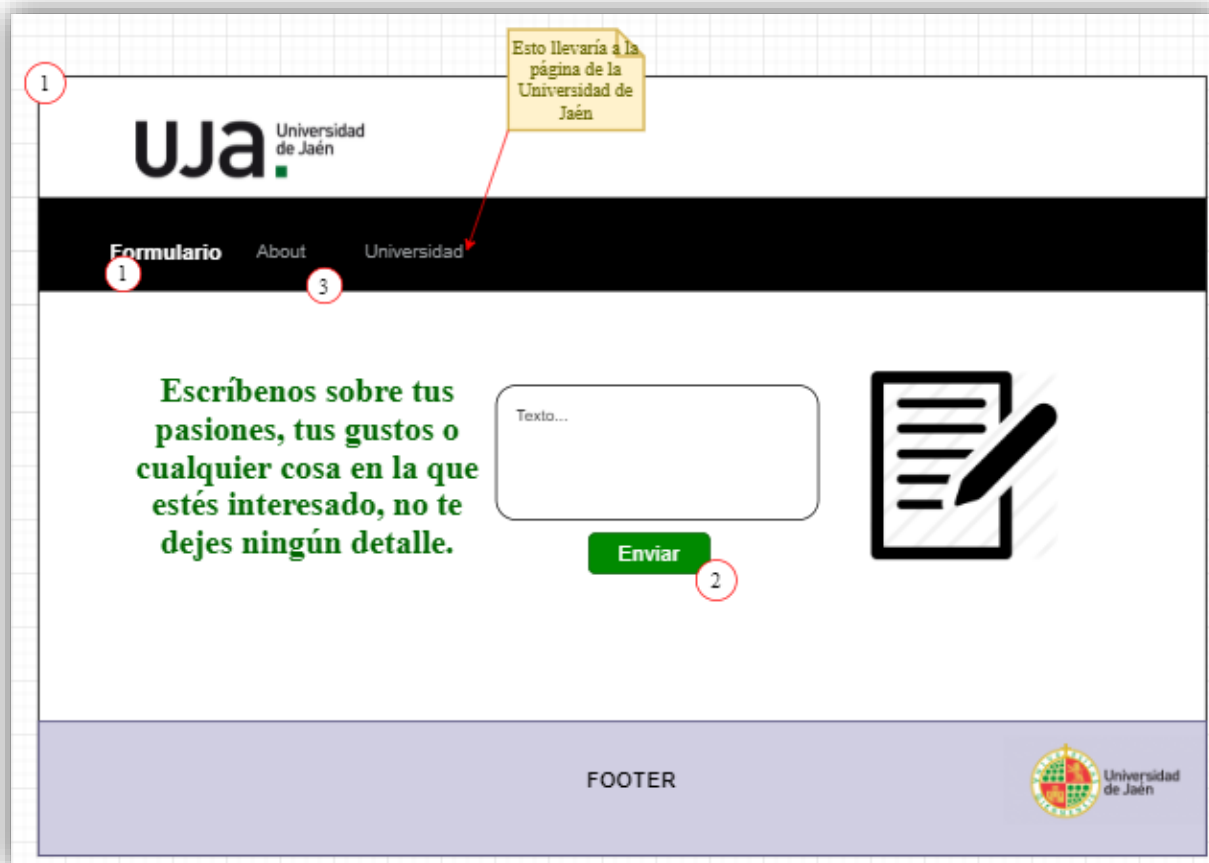 Esto llevaría a la
página de la
Universidad de
Jaén
1
uja.
Universidad
de Jaén
Formulario About Universidad
1
3
Escríbenos sobre tus
pasiones, tus gustos o
cualquier cosa en la que
estés interesado, no te
dejes ningún detalle.
Texto...
Enviar
2
FOOTER
Universidad
de Jaén